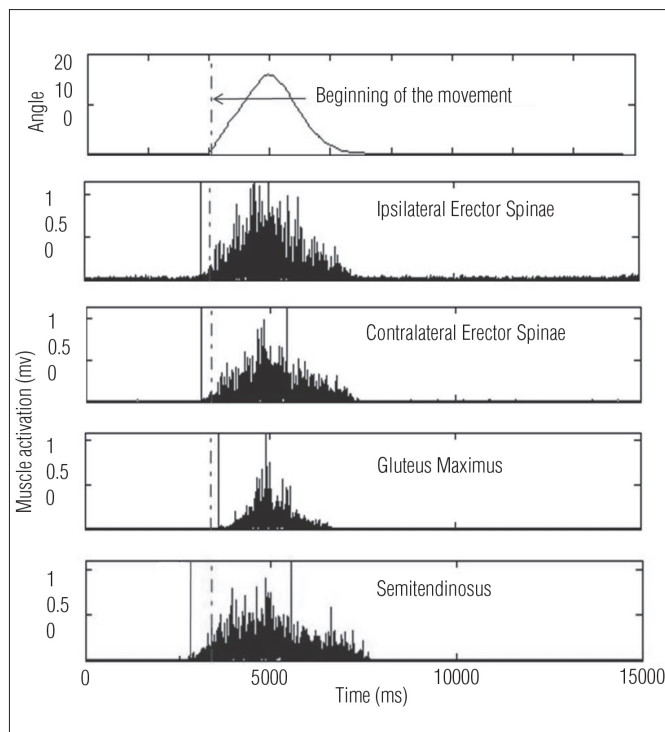 20
10
0
Angle
Beginning of the movement
1
0.5
0
Ipsilateral Erector Spinae
1
0.5
0
Contralateral Erector Spinae
Muscle activation (mv)
1
0.5
0
Gluteus Maximus
1
0.5
0
Semitendinosus
0 5000 10000 15000
Time (ms)